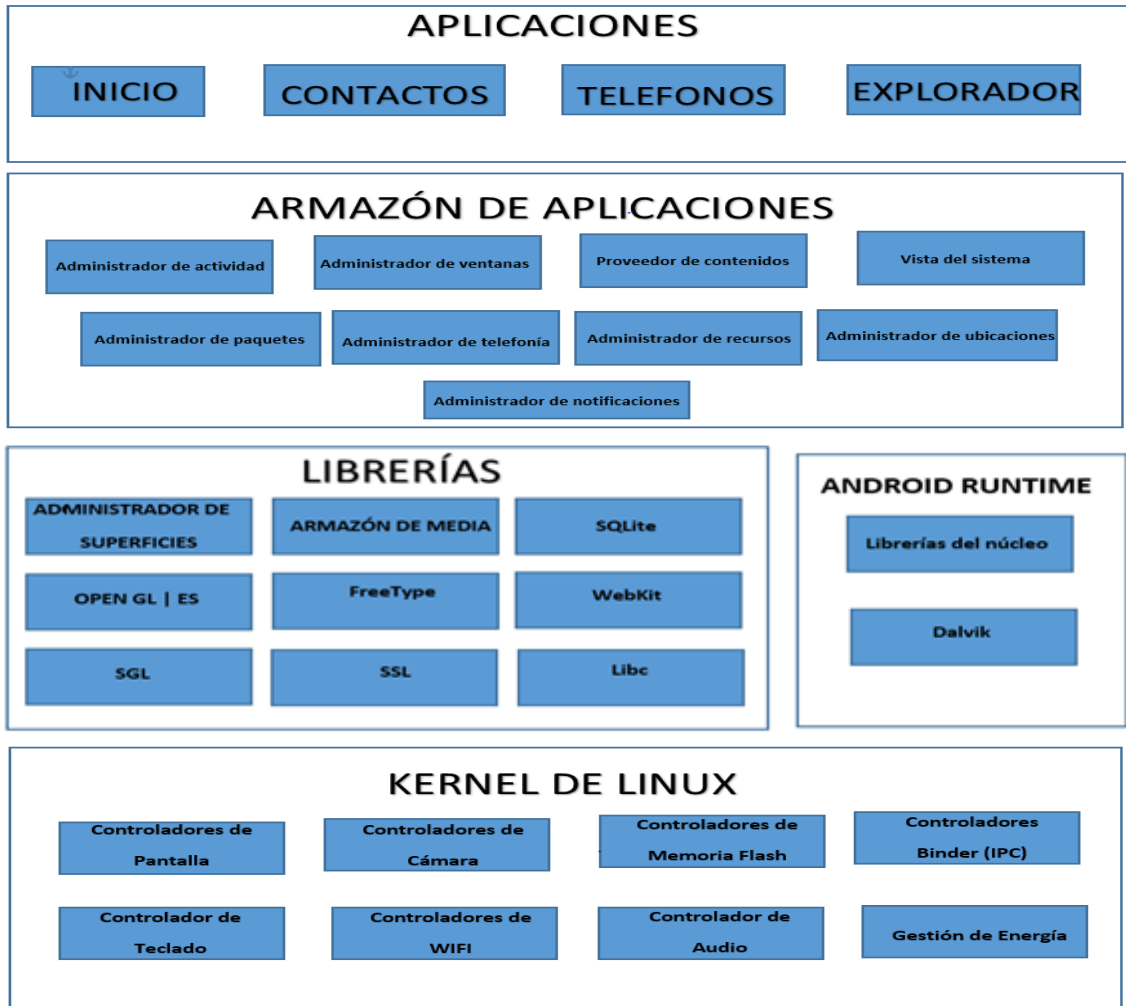 APLICACIONES
INICIO
CONTACTOS
TELEFONOS
EXPLORADOR
ARMAZÓN DE APLICACIONES
Administrador de actividad
Administrador de ventanas
Proveedor de contenidos
Vista del sistema
Administrador de paquetes
Administrador de telefonía
Administrador de recursos
Administrador de ubicaciones
Administrador de notificaciones
LIBRERÍAS
ADMINISTRADOR DE
SUPERFICIES
ARMAZÓN DE MEDIA
SQLite
OPEN GL | ES
FreeType
WebKit
SGL
SSL
Libc
ANDROID RUNTIME
Librerías del núcleo
Dalvik
KERNEL DE LINUX
Controladores de
Pantalla
Controladores de
Cámara
Controladores de
Memoria Flash
Controladores
Binder (IPC)
Controlador de
Teclado
Controladores de
WIFI
Controlador de
Audio
Gestión de Energía